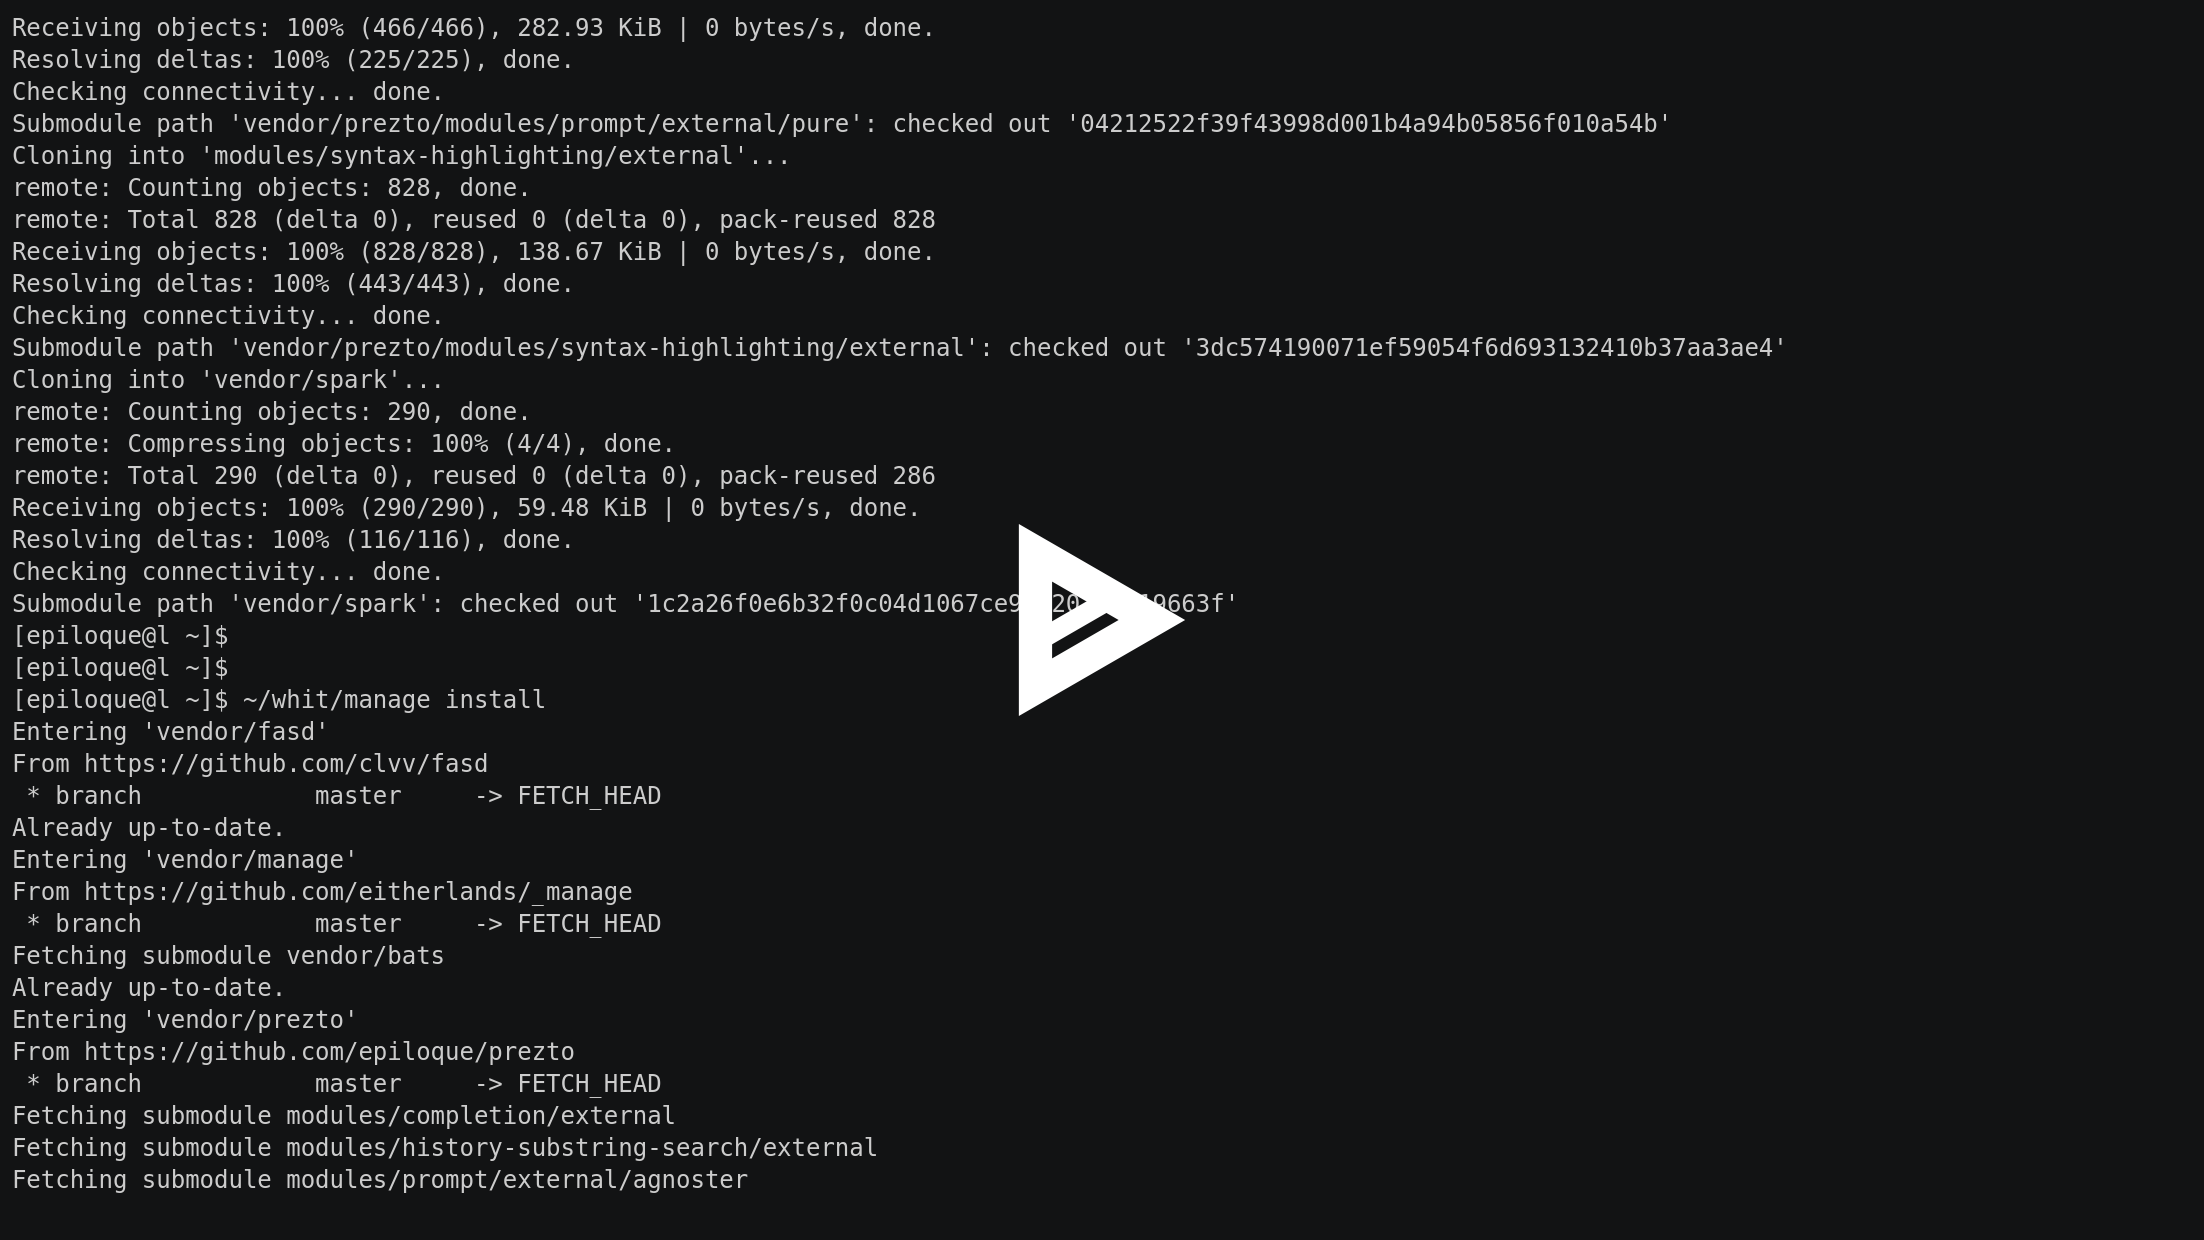 Receiving objects: 100% (466/466), 282.93 KiB | 0 bytes/s, done.
Resolving deltas: 100% (225/225), done.
Checking connectivity... done.
Submodule path 'vendor/prezto/modules/prompt/external/pure': checked out '04212522f39f43998d001b4a94b05856f010a54b'
Cloning into 'modules/syntax-highlighting/external'...
remote: Counting objects: 828, done.
remote: Total 828 (delta 0), reused 0 (delta 0), pack-reused 828
Receiving objects: 100% (828/828), 138.67 KiB | 0 bytes/s, done.
Resolving deltas: 100% (443/443), done.
Checking connectivity... done.
Submodule path 'vendor/prezto/modules/syntax-highlighting/external': checked out '3dc574190071ef59054f6d693132410b37aa3ae4'
Cloning into 'vendor/spark'...
remote: Counting objects: 290, done.
remote: Compressing objects: 100% (4/4), done.
remote: Total 290 (delta 0), reused 0 (delta 0), pack-reused 286
Receiving objects: 100% (290/290), 59.48 KiB | 0 bytes/s, done.
Resolving deltas: 100% (116/116), done.
Checking connectivity... done.
Submodule path 'vendor/spark': checked out
[epiloque@l ~]$
[epiloque@l ~]$
[epiloque@l ~]$ ~/whit/manage install
Entering 'vendor/fasd'
From https://github.com/clvv/fasd
 * branch            master     -> FETCH_HEAD
Already up-to-date.
Entering 'vendor/manage'
From https://github.com/eitherlands/_manage
 * branch            master     -> FETCH_HEAD
Fetching submodule vendor/bats
Already up-to-date.
Entering 'vendor/prezto'
From https://github.com/epiloque/prezto
 * branch            master     -> FETCH_HEAD
Fetching submodule modules/completion/external
Fetching submodule modules/history-substring-search/external
Fetching submodule modules/prompt/external/agnoster